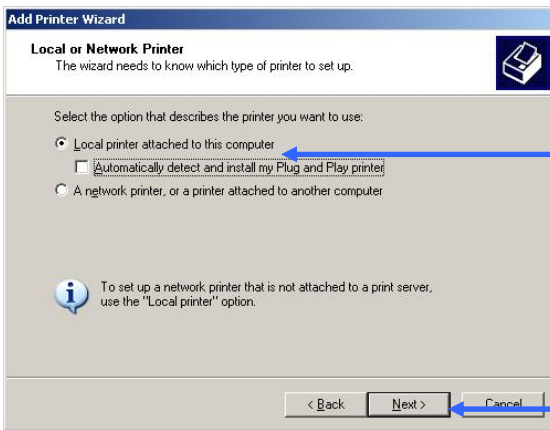 Add Printer Wizard
Local or Network Printer
The wizard needs to know which type of printer to set up.
Select the option that describes the printer you want to use:
Local printer attached to this computer
Automatically detect and install my Plug and Play printer
A network printer, or a printer attached to another computer
To set up a network printer that is not attached to a print server,
use the "Local printer" option.
< Back Next > Cancel